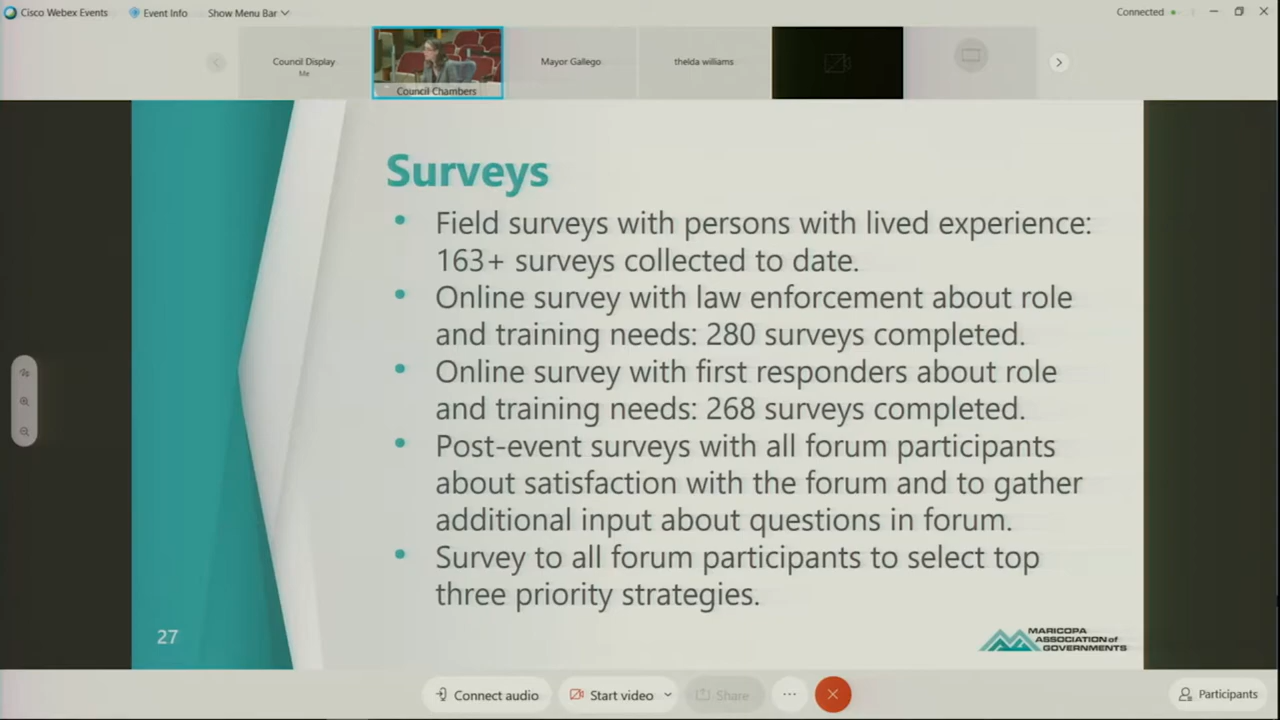 Cisco Webex Events
Event Info
Show Menu Bar
Connected
Council Display
Me
Council Chambers
Mayor Gallego
thelda williams
Surveys
• Field surveys with persons with lived experience:
163+ surveys collected to date.
• Online survey with law enforcement about role
and training needs: 280 surveys completed.
• Online survey with first responders about role
and training needs: 268 surveys completed.
• Post-event surveys with all forum participants
about satisfaction with the forum and to gather
additional input about questions in forum.
• Survey to all forum participants to select top
three priority strategies.
27
MARICOPA
ASSOCIATION of
GOVERNMENTS
Connect audio
Start video
Share
Participants